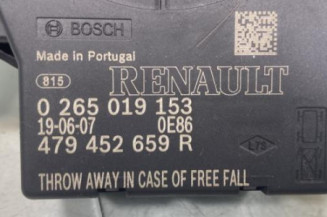 BOSCH
Made in Portugal
815
RENAULT
0 265 019 153
19-06-07 0E86
479 452 659 R
THROW AWAY IN CASE OF FREE FALL